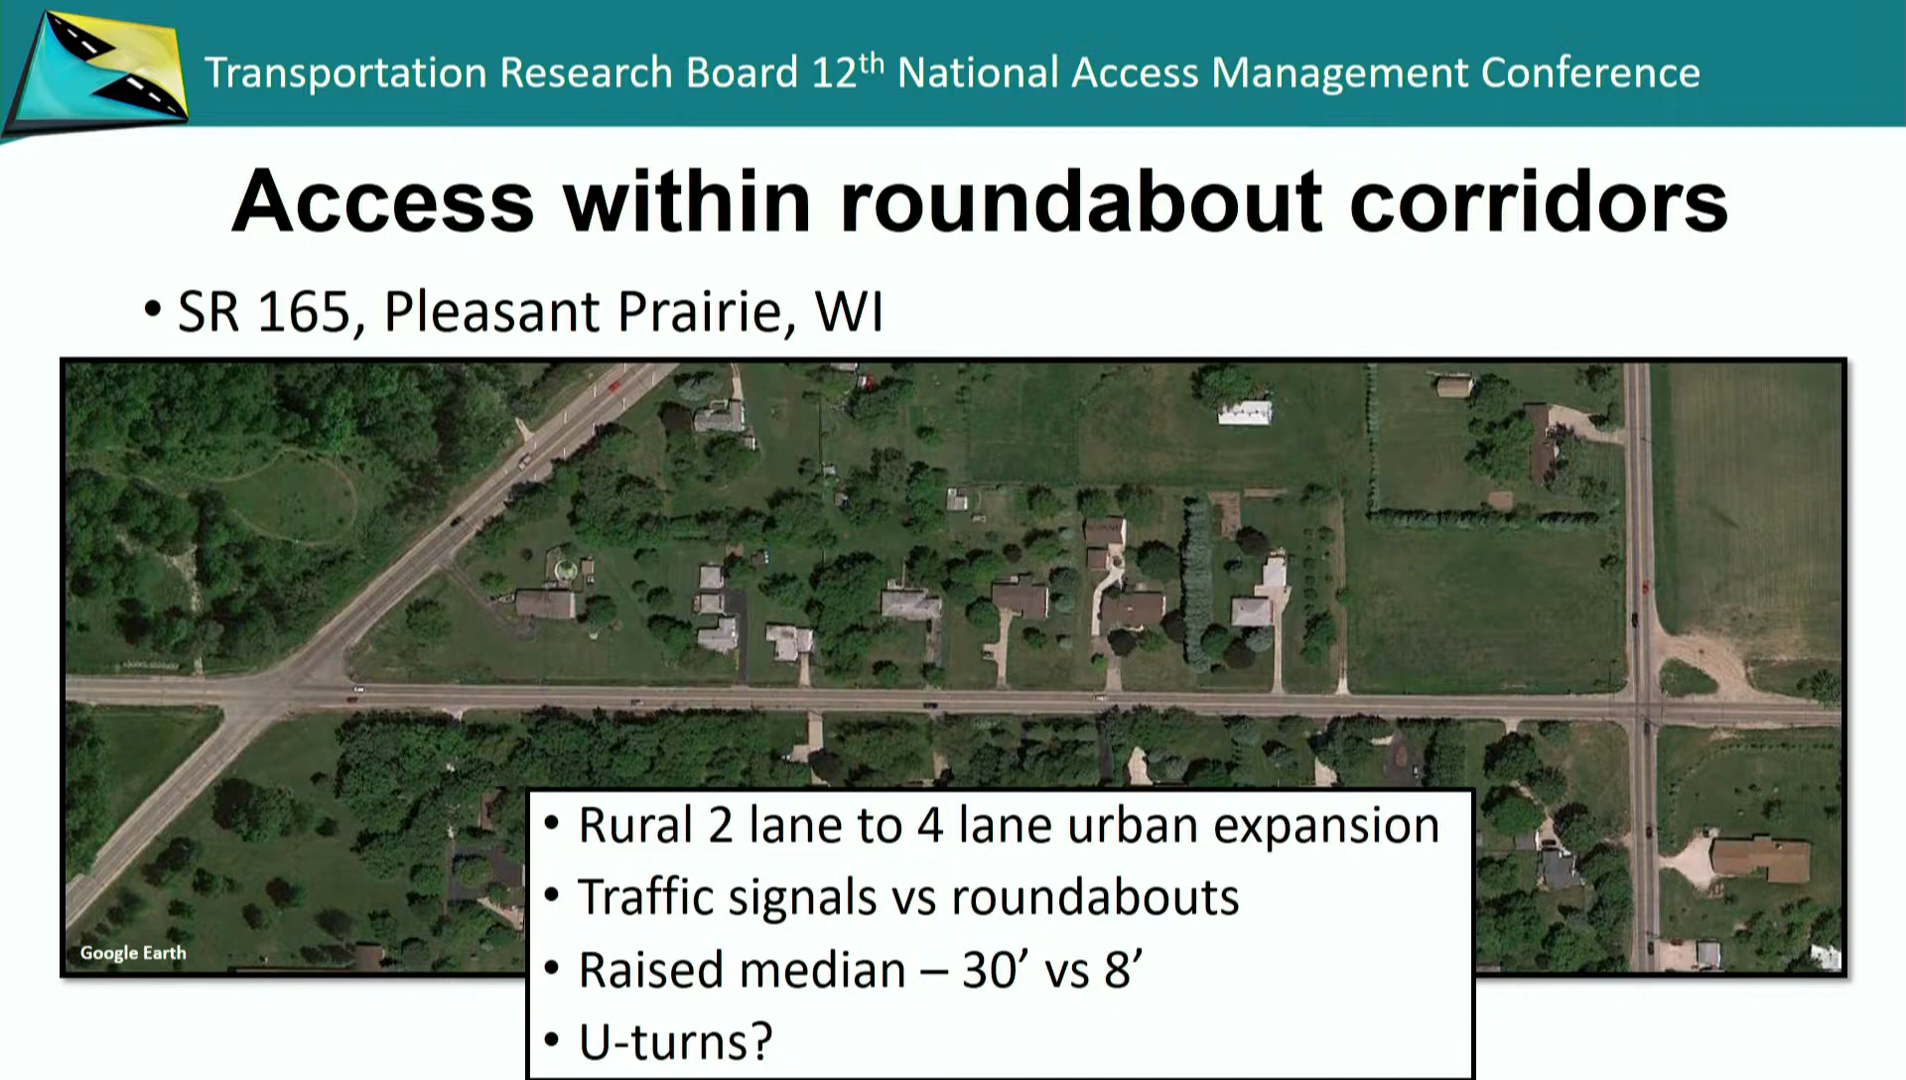 Transportation Research Board 12th National Access Management Conference
Access within roundabout corridors
• SR 165, Pleasant Prairie, WI
Google Earth
• Rural 2 lane to 4 lane urban expansion
• Traffic signals vs roundabouts
• Raised median – 30’ vs 8’
• U-turns?